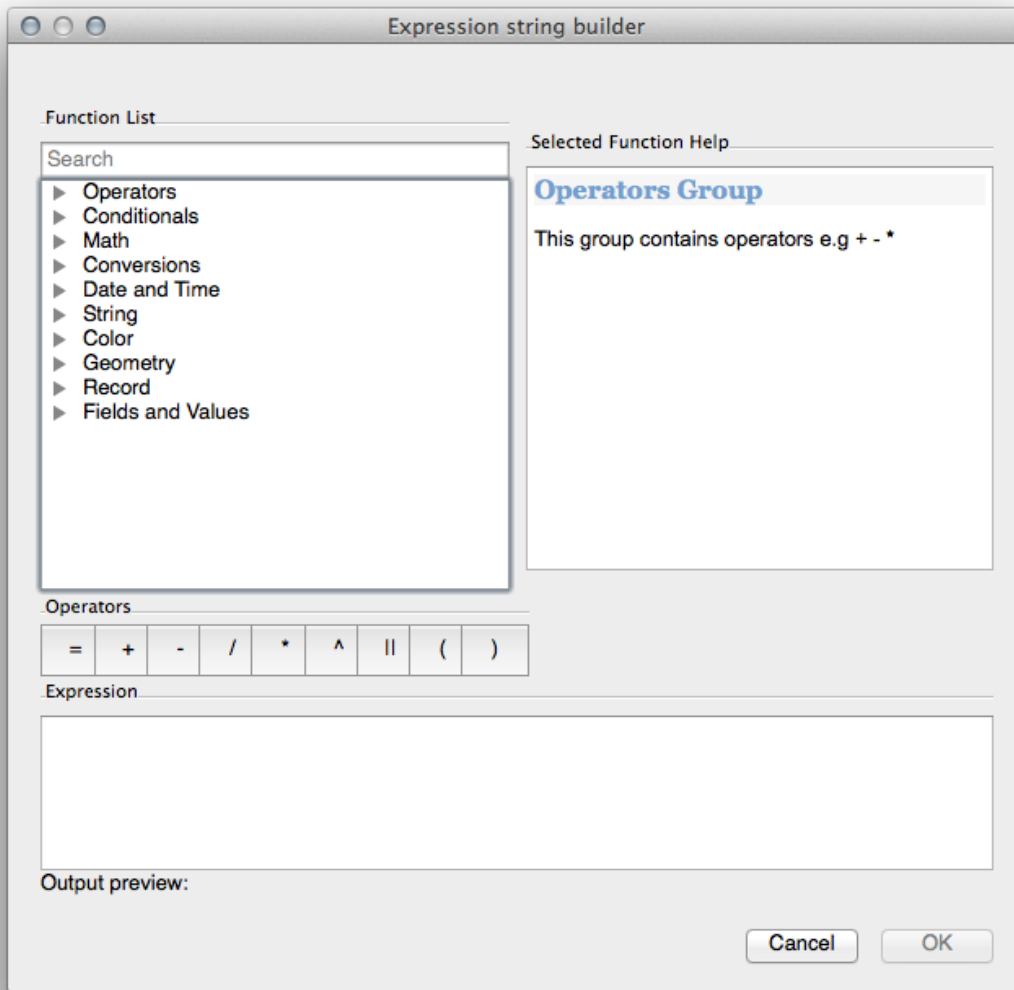 Expression string builder
Function List
Search
Operators
Conditionals
Math
Conversions
Date and Time
String
Color
Geometry
Record
Fields and Values
Selected Function Help
Operators Group
This group contains operators e.g + - *
Operators
= + - / * ^ || ( )
Expression
Output preview:
Cancel OK